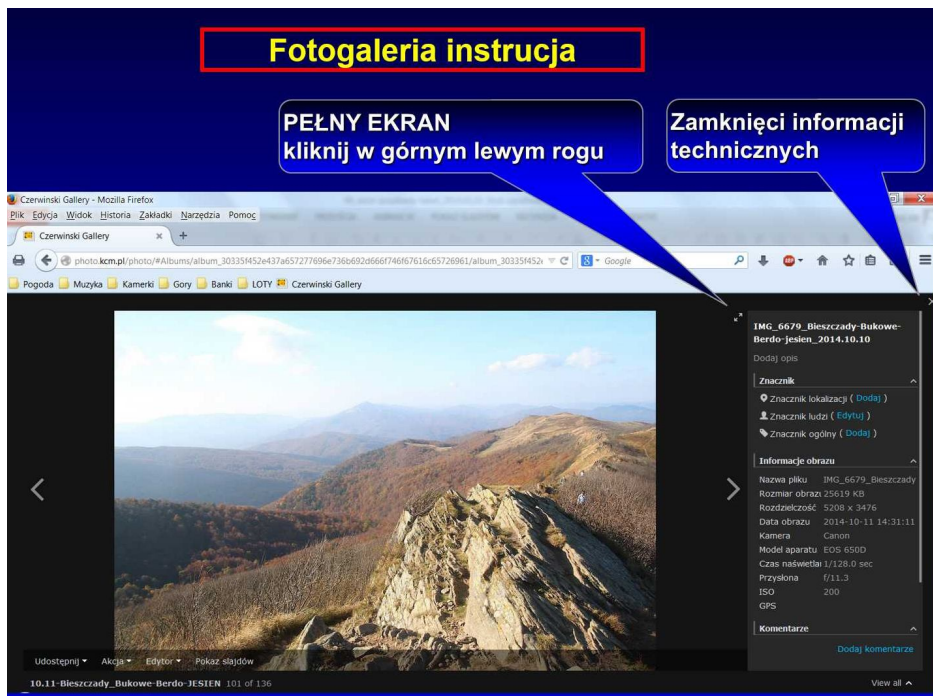 Fotogaleria instrucja
PEŁNY EKRAN
kliknij w górnym lewym rogu
Zamknięci informacji
technicznych
Czerwinski Gallery - Mozilla Firefox
Plik Edycja Widok Historia Zakładki Narzędzia Pomoc
Czerwinski Gallery
photo.kcm.pl/photo/#Albums/album_30335f452e437a657277696e736b692d666f746f67616c65726961/album_30335f452
Google
Pogoda Muzyka Kamerki Gory Banki LOTY Czerwinski Gallery
IMG_6679_Bieszczady-Bukowe-
Berdo-jesien_2014.10.10
Dodaj opis
Znacznik
Znacznik lokalizacji ( Dodaj )
Znacznik ludzi ( Edytuj )
Znacznik ogólny ( Dodaj )
Informacje obrazu
Nazwa pliku IMG_6679_Bieszczady
Rozmiar obrazu 25619 KB
Rozdzielczość 5208 x 3476
Data obrazu 2014-10-11 14:31:11
Kamera Canon
Model aparatu EOS 650D
Czas naświetlan 1/128.0 sec
Przysłona f/11.3
ISO 200
GPS
Komentarze
Dodaj komentarze
Udostępnij Akcja Edytor Pokaz slajdów
10.11-Bieszczady_Bukowe-Berdo-JESIEN 101 of 136
View all